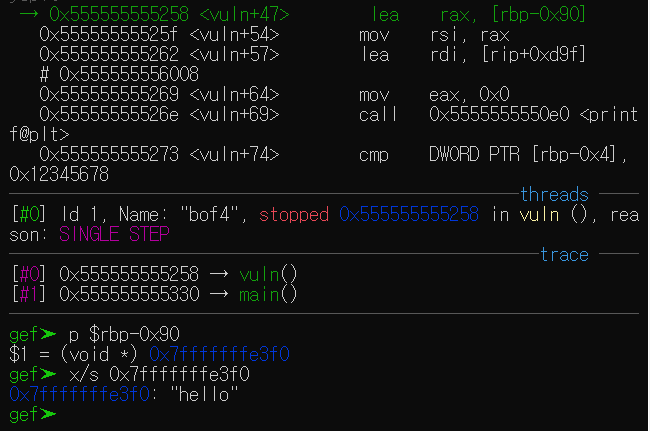 → 0x555555555258 <vuln+47> lea rax, [rbp-0x90]
0x55555555525f <vuln+54> mov rsi, rax
0x555555555262 <vuln+57> lea rdi, [rip+0xd9f]
# 0x555555556008
0x555555555269 <vuln+64> mov eax, 0x0
0x55555555526e <vuln+69> call 0x5555555550e0 <print
f@plt>
0x555555555273 <vuln+74> cmp DWORD PTR [rbp-0x4],
0x12345678
threads
[#0] Id 1, Name: "bof4", stopped 0x555555555258 in vuln (), rea
son: SINGLE STEP
trace
[#0] 0x555555555258 → vuln()
[#1] 0x555555555330 → main()
gef➤ p $rbp-0x90
$1 = (void *) 0x7fffffffe3f0
gef➤ x/s 0x7fffffffe3f0
0x7fffffffe3f0: "hello"
gef➤